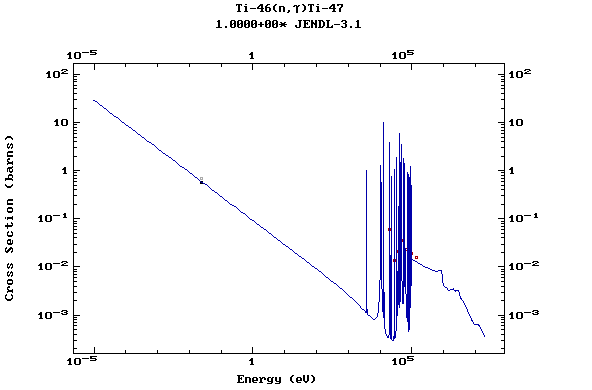 Ti-46(n,γ)Ti-47
1.0000+00* JENDL-3.1
10⁻⁵ 1 10⁵
10² 10²
10 10
1 1
10⁻¹ 10⁻¹
10⁻² 10⁻²
10⁻³ 10⁻³
10⁻⁵ 1 10⁵
Cross Section (barns)
Energy (eV)